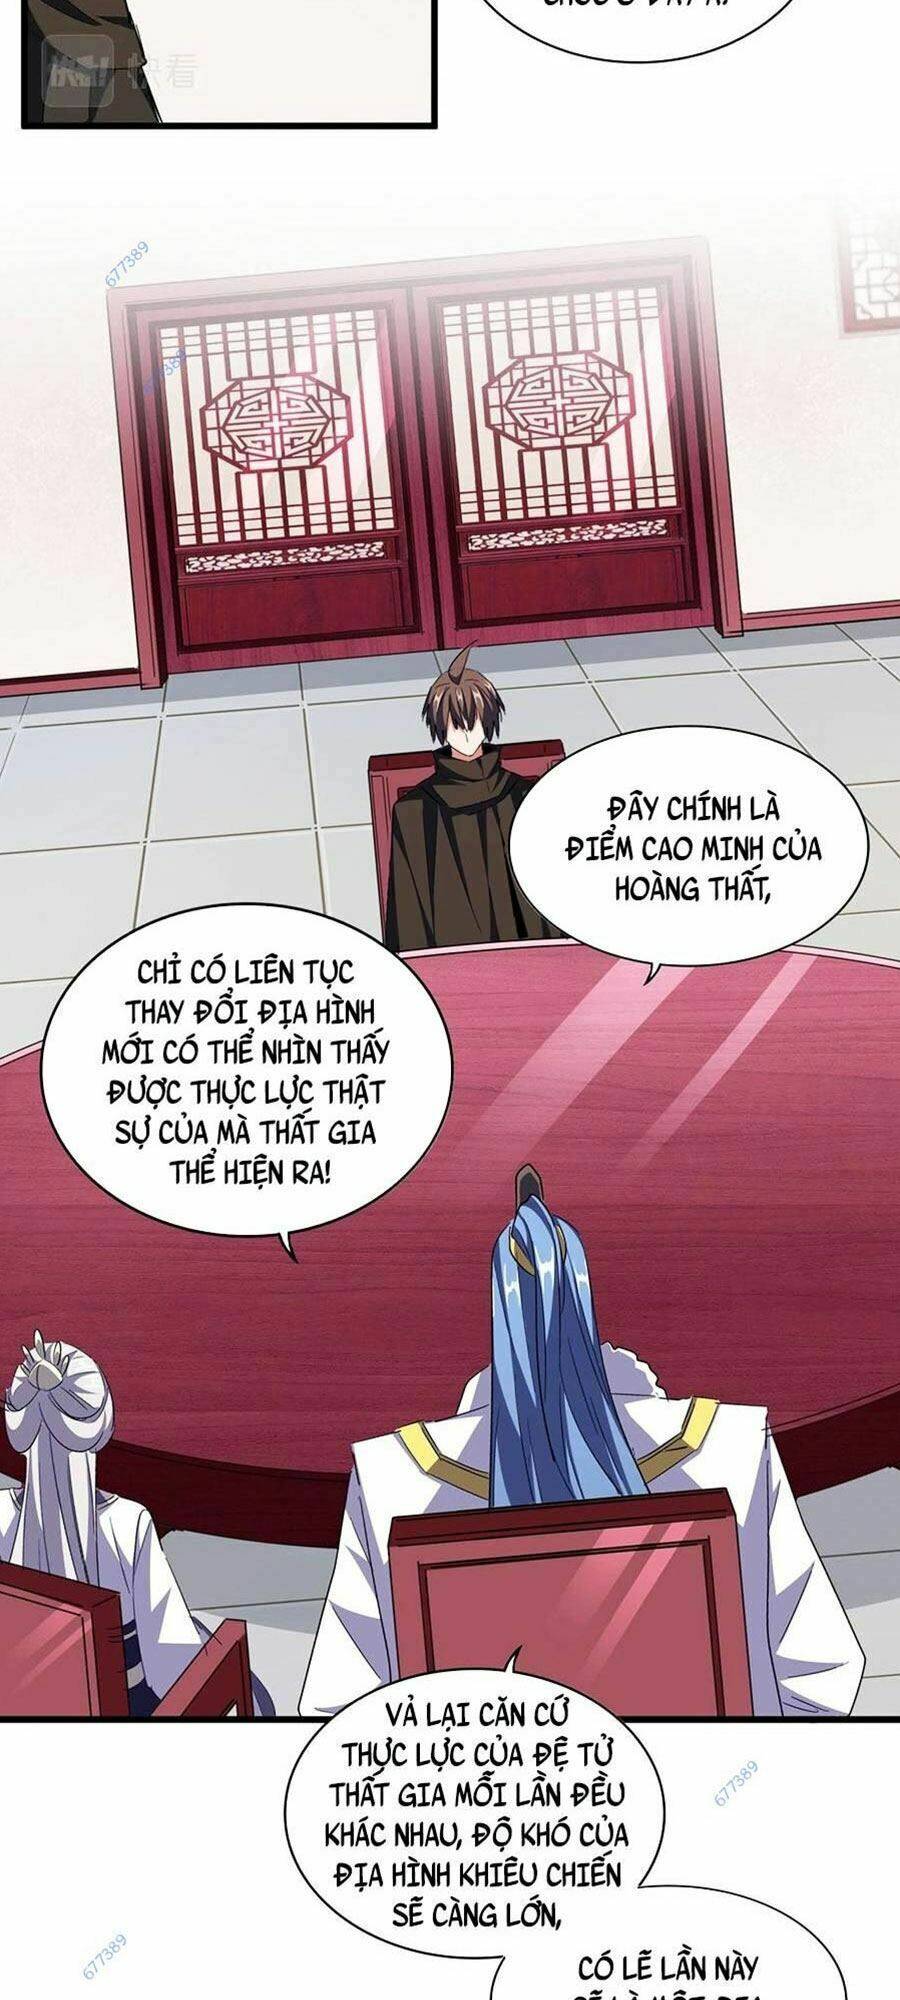 快看
677389
677389
ĐÂY CHÍNH LÀ
ĐIỂM CAO MINH CỦA
HOÀNG THẤT,
CHỈ CÓ LIÊN TỤC
THAY ĐỔI ĐỊA HÌNH
MỚI CÓ THỂ NHÌN THẤY
ĐƯỢC THỰC LỰC THẬT
SỰ CỦA MÀ THẤT GIA
THỂ HIỆN RA!
VẢ LẠI CĂN CỨ
THỰC LỰC CỦA ĐỆ TỬ
THẤT GIA MỖI LẦN ĐỀU
KHÁC NHAU, ĐỘ KHÓ CỦA
ĐỊA HÌNH KHIÊU CHIẾN
SẼ CÀNG LỚN,
677389
677389
CÓ LẼ LẦN NÀY